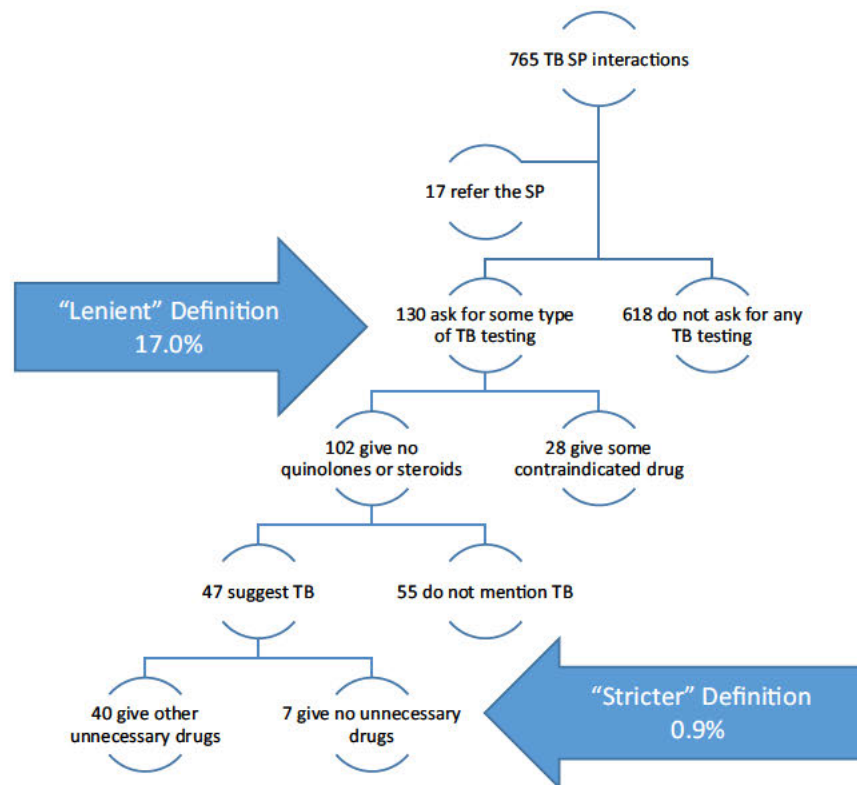 765 TB SP interactions
17 refer the SP
“Lenient” Definition
17.0%
130 ask for some type
of TB testing
618 do not ask for any
TB testing
102 give no
quinolones or steroids
28 give some
contraindicated drug
47 suggest TB
55 do not mention TB
40 give other
unnecessary drugs
7 give no unnecessary
drugs
“Stricter” Definition
0.9%